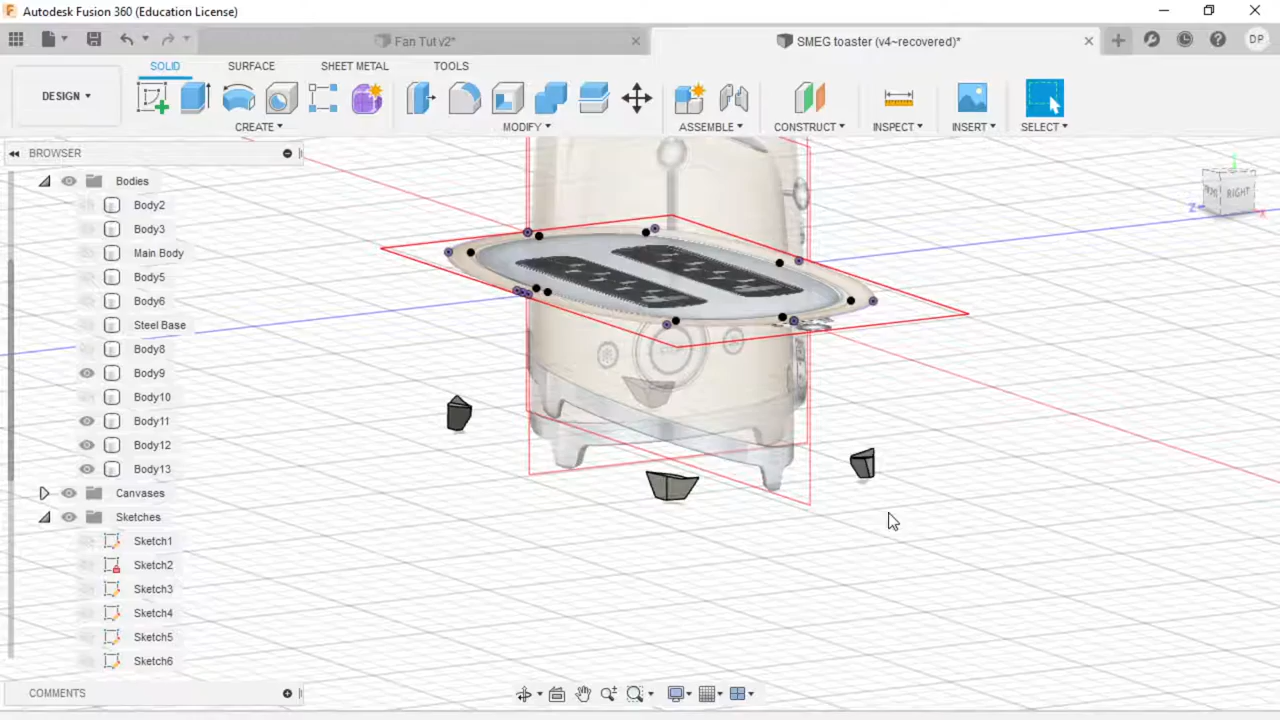 Autodesk Fusion 360 (Education License)
Fan Tut v2*
SMEG toaster (v4~recovered)*
DP
SOLID
SURFACE
SHEET METAL
TOOLS
DESIGN
CREATE
MODIFY
ASSEMBLE
CONSTRUCT
INSPECT
INSERT
SELECT
BROWSER
Bodies
Body2
Body3
Main Body
Body5
Body6
Steel Base
Body8
Body9
Body10
Body11
Body12
Body13
Canvases
Sketches
Sketch1
Sketch2
Sketch3
Sketch4
Sketch5
Sketch6
COMMENTS
RIGHT
Z
X